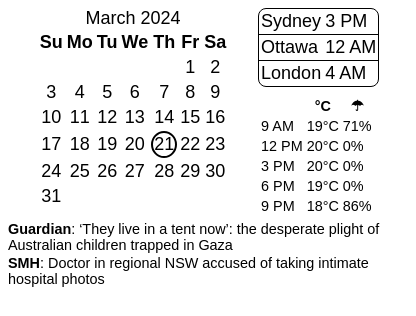 March 2024
Su Mo Tu We Th Fr Sa
1 2
3 4 5 6 7 8 9
10 11 12 13 14 15 16
17 18 19 20 21 22 23
24 25 26 27 28 29 30
31
Sydney 3 PM
Ottawa 12 AM
London 4 AM
°C ☂
9 AM 19°C 71%
12 PM 20°C 0%
3 PM 20°C 0%
6 PM 19°C 0%
9 PM 18°C 86%
Guardian: ‘They live in a tent now’: the desperate plight of
Australian children trapped in Gaza
SMH: Doctor in regional NSW accused of taking intimate
hospital photos